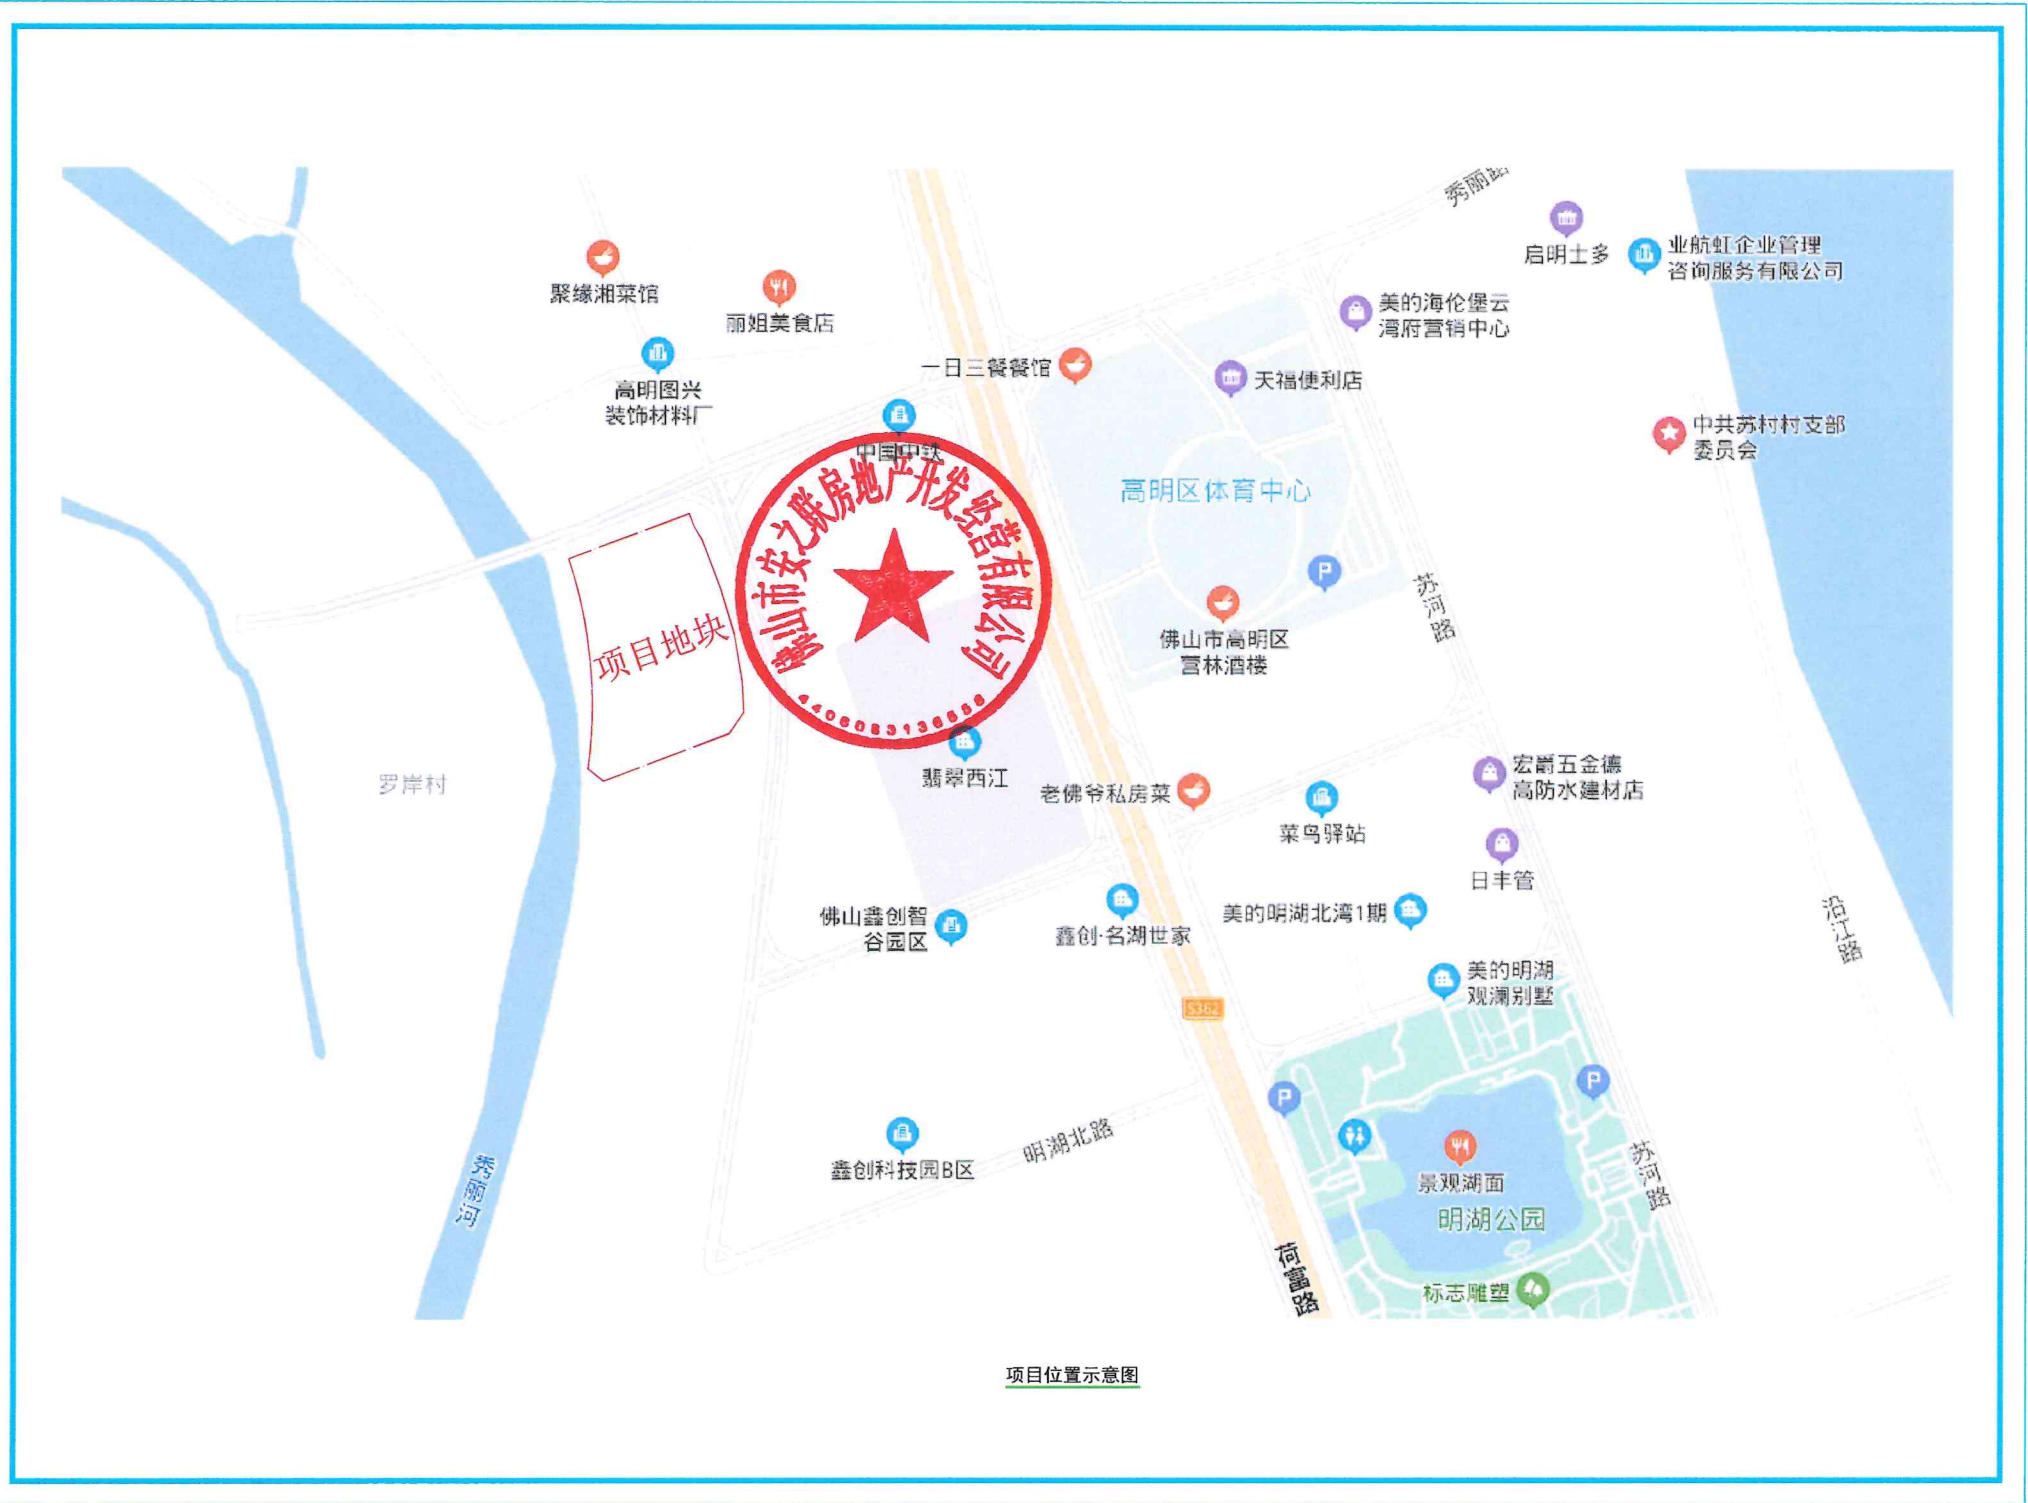 秀丽路
启明士多
业航虹企业管理
咨询服务有限公司
聚缘湘菜馆
丽姐美食店
美的海伦堡云
湾府营销中心
高明图兴
装饰材料厂
一日三餐餐馆
天福便利店
中国中铁
中共苏村村支部
委员会
高明区体育中心
佛山市安之联房地产开发经营有限公司
项目地块
苏河路
佛山市高明区
营林酒楼
罗岸村
翡翠西江
老佛爷私房菜
菜鸟驿站
宏爵五金德
高防水建材店
日丰管
佛山鑫创智
谷园区
鑫创·名湖世家
美的明湖北湾1期
沿江路
美的明湖
观澜别墅
S362
P
P
P
鑫创科技园B区
明湖北路
秀丽河
景观湖面
明湖公园
苏河路
荷富路
标志雕塑
项目位置示意图